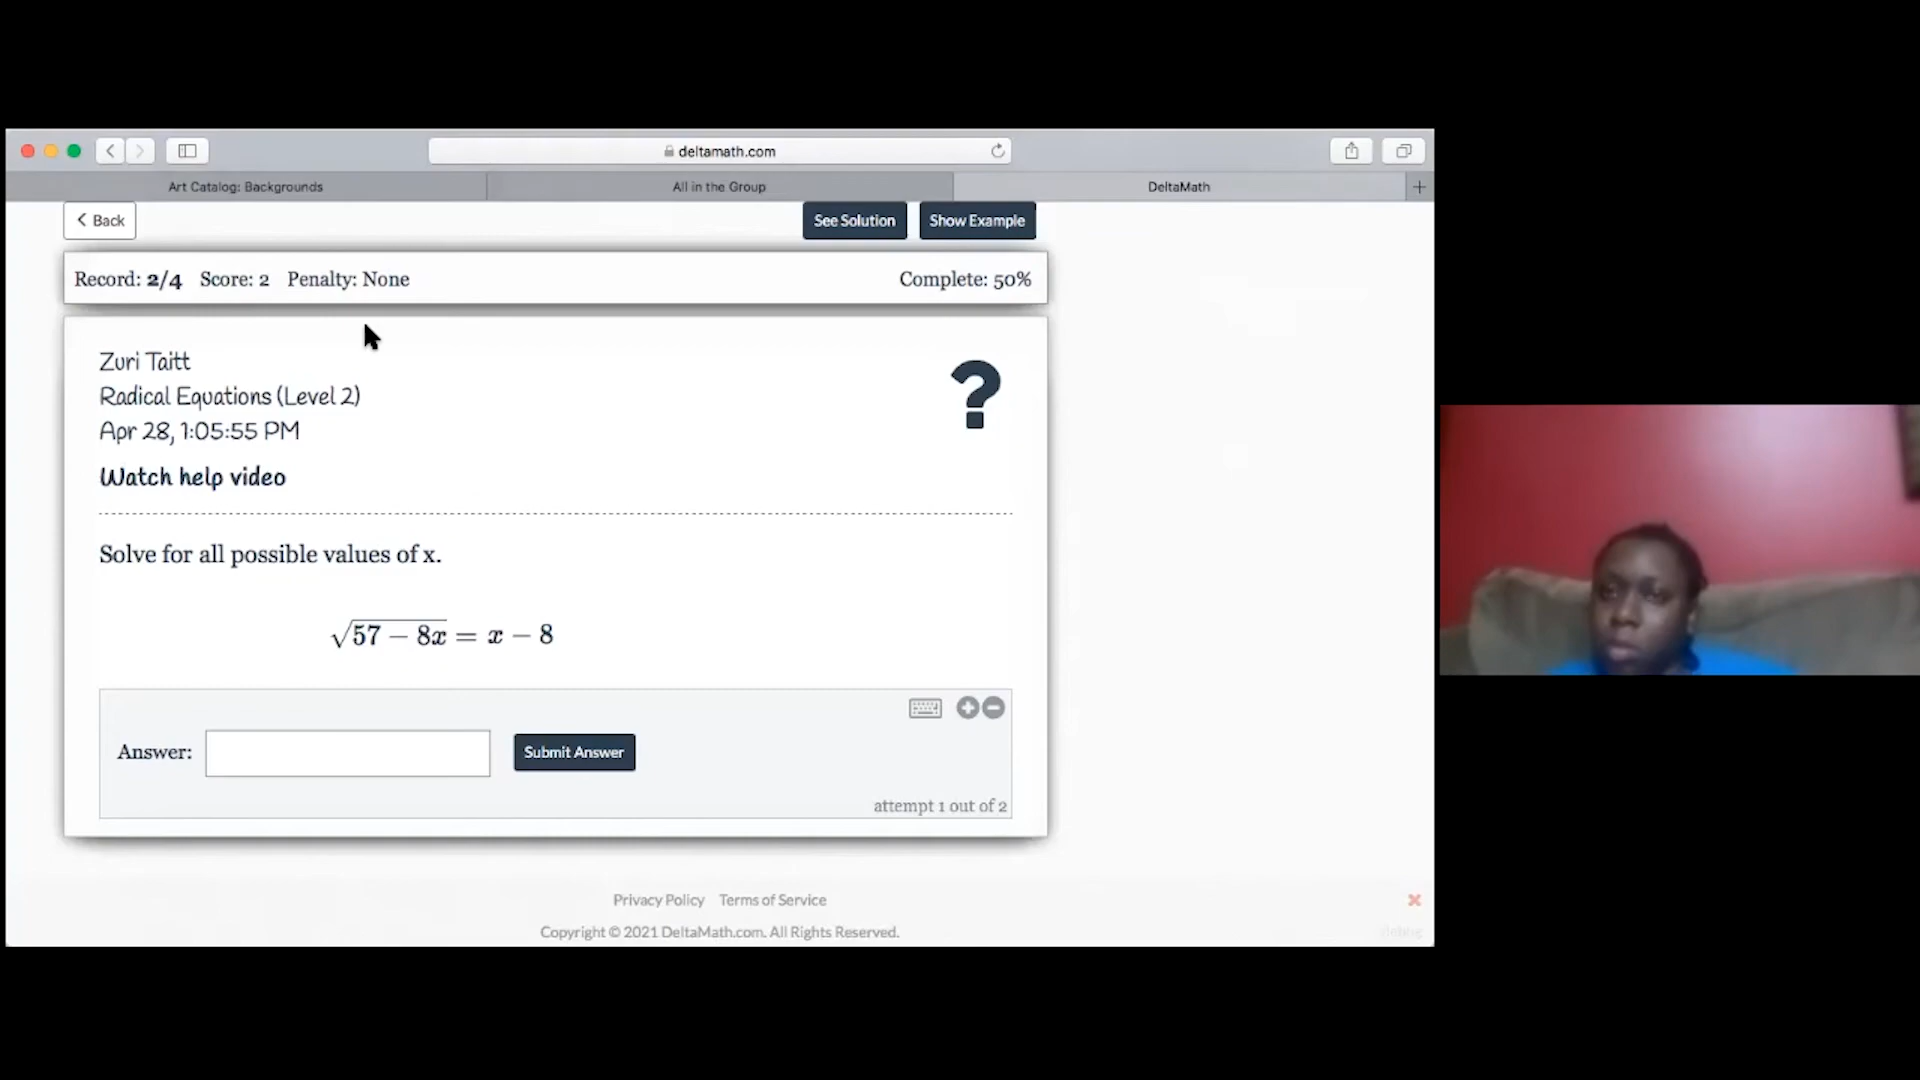 deltamath.com
Art Catalog: Backgrounds
All in the Group
DeltaMath
Back
See Solution
Show Example
Record: 2/4 Score: 2 Penalty: None
Complete: 50%
Zuri Taitt
Radical Equations (Level 2)
Apr 28, 1:05:55 PM
Watch help video
?
Solve for all possible values of x.
√57 − 8x = x − 8
Answer:
Submit Answer
attempt 1 out of 2
Privacy Policy Terms of Service
Copyright © 2021 DeltaMath.com. All Rights Reserved.